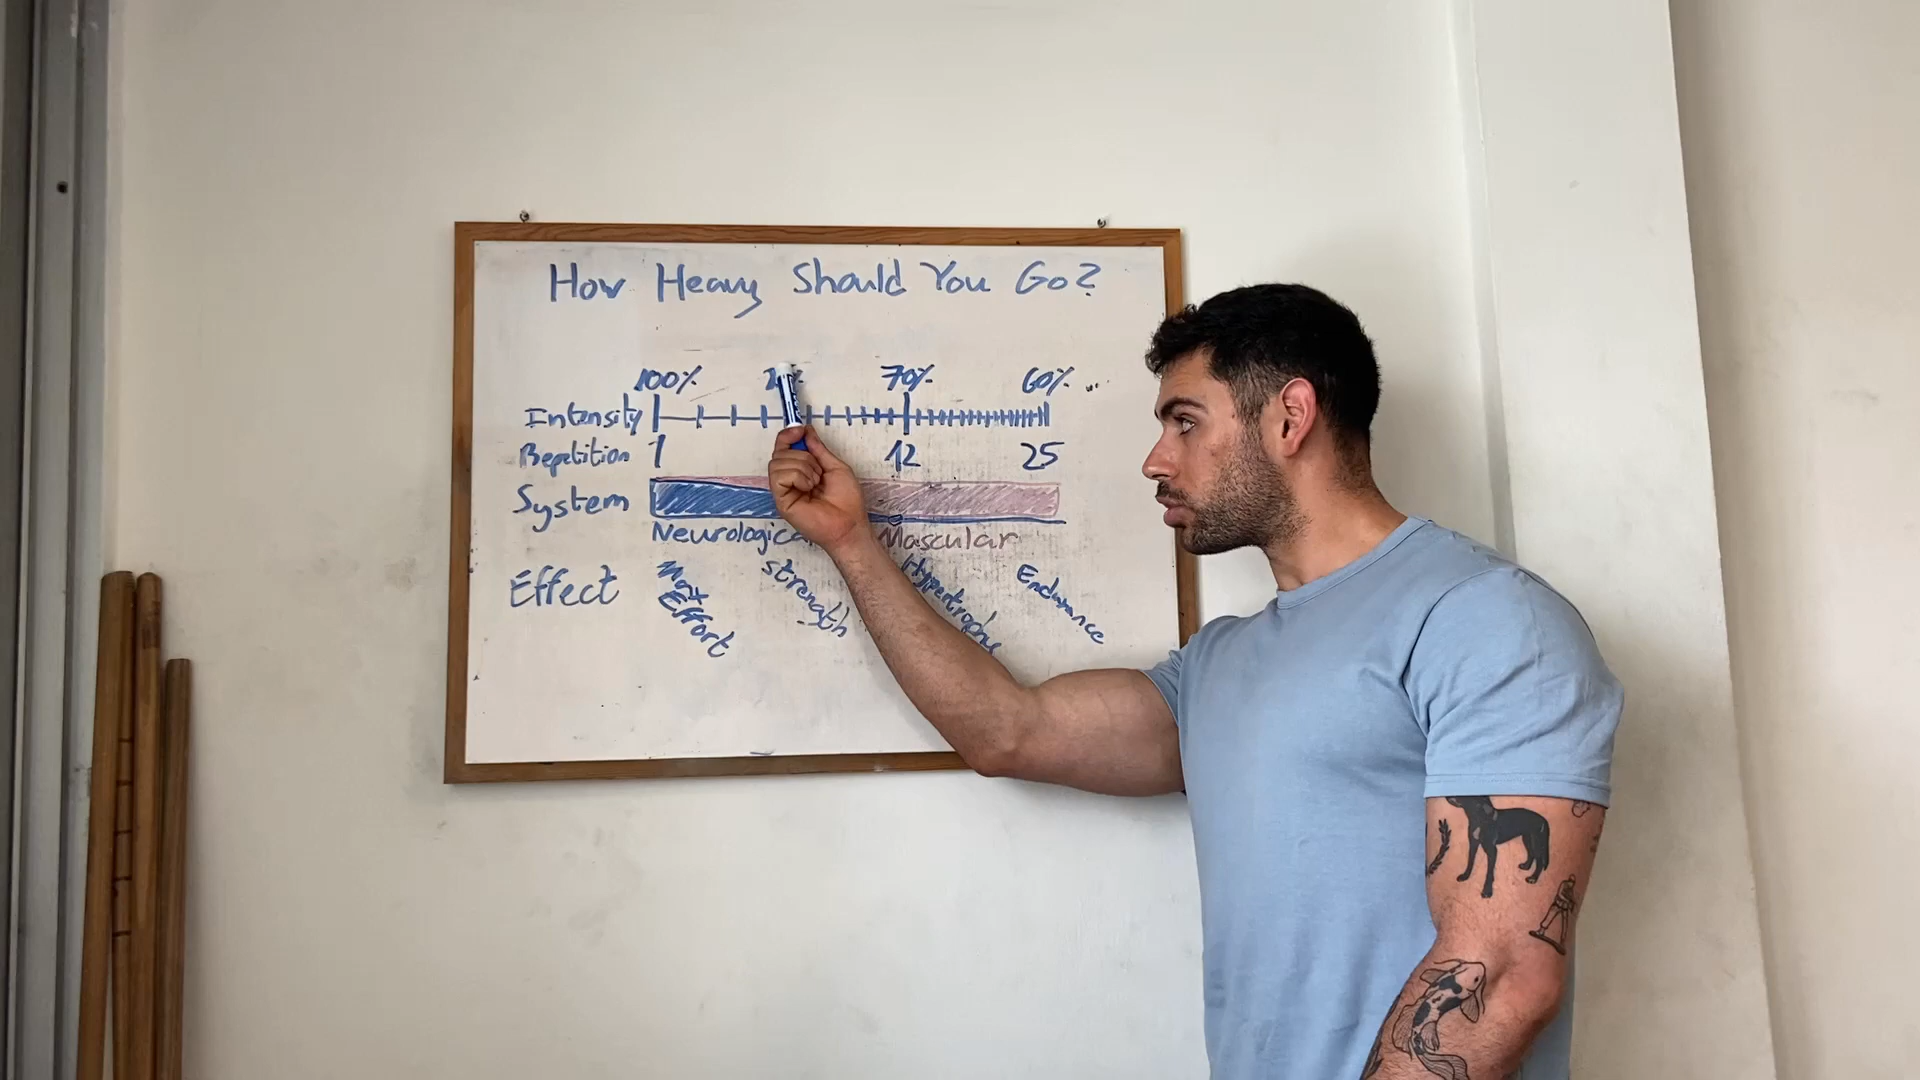 How Heavy Should You Go?
100% 70% 60%
Intensity
Repetition 1 12 25
System
Neurological Muscular
Effect Max Effort strength Hypertrophy Endurance